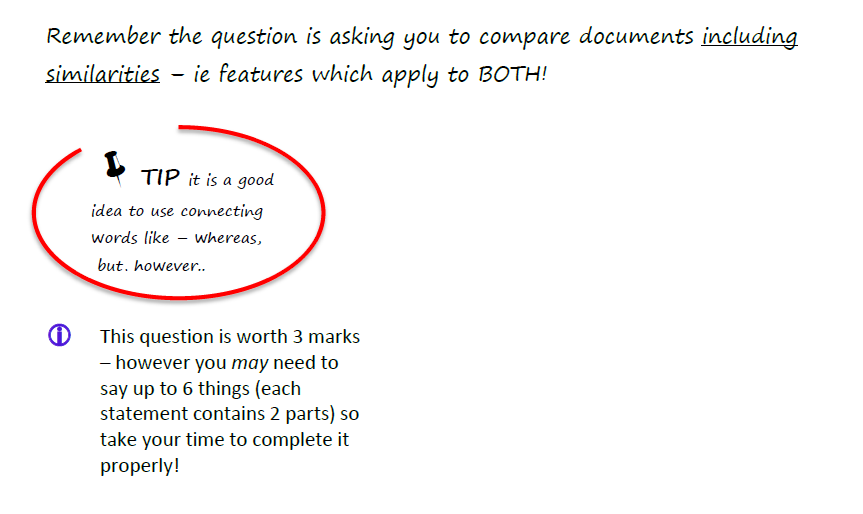 Remember the question is asking you to compare documents including
similarities – ie features which apply to BOTH!
TIP it is a good
idea to use connecting
words like – whereas,
but. however..
This question is worth 3 marks
– however you may need to
say up to 6 things (each
statement contains 2 parts) so
take your time to complete it
properly!